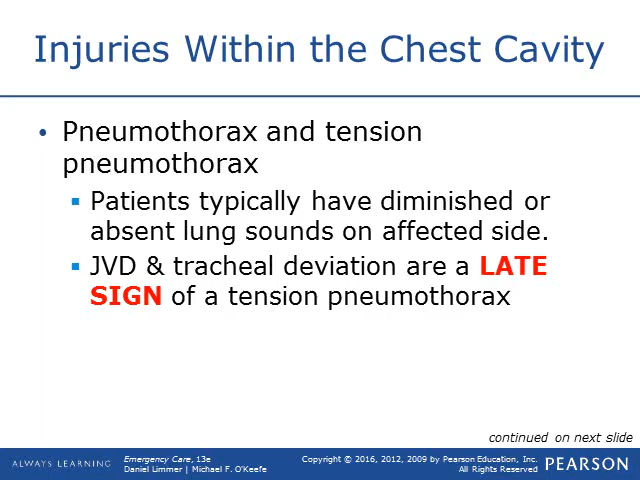 Injuries Within the Chest Cavity
• Pneumothorax and tension
pneumothorax
▪ Patients typically have diminished or
absent lung sounds on affected side.
▪ JVD & tracheal deviation are a LATE
SIGN of a tension pneumothorax
continued on next slide
ALWAYS LEARNING
Emergency Care, 13e
Daniel Limmer | Michael F. O'Keefe
Copyright © 2016, 2012, 2009 by Pearson Education, Inc.
All Rights Reserved
PEARSON